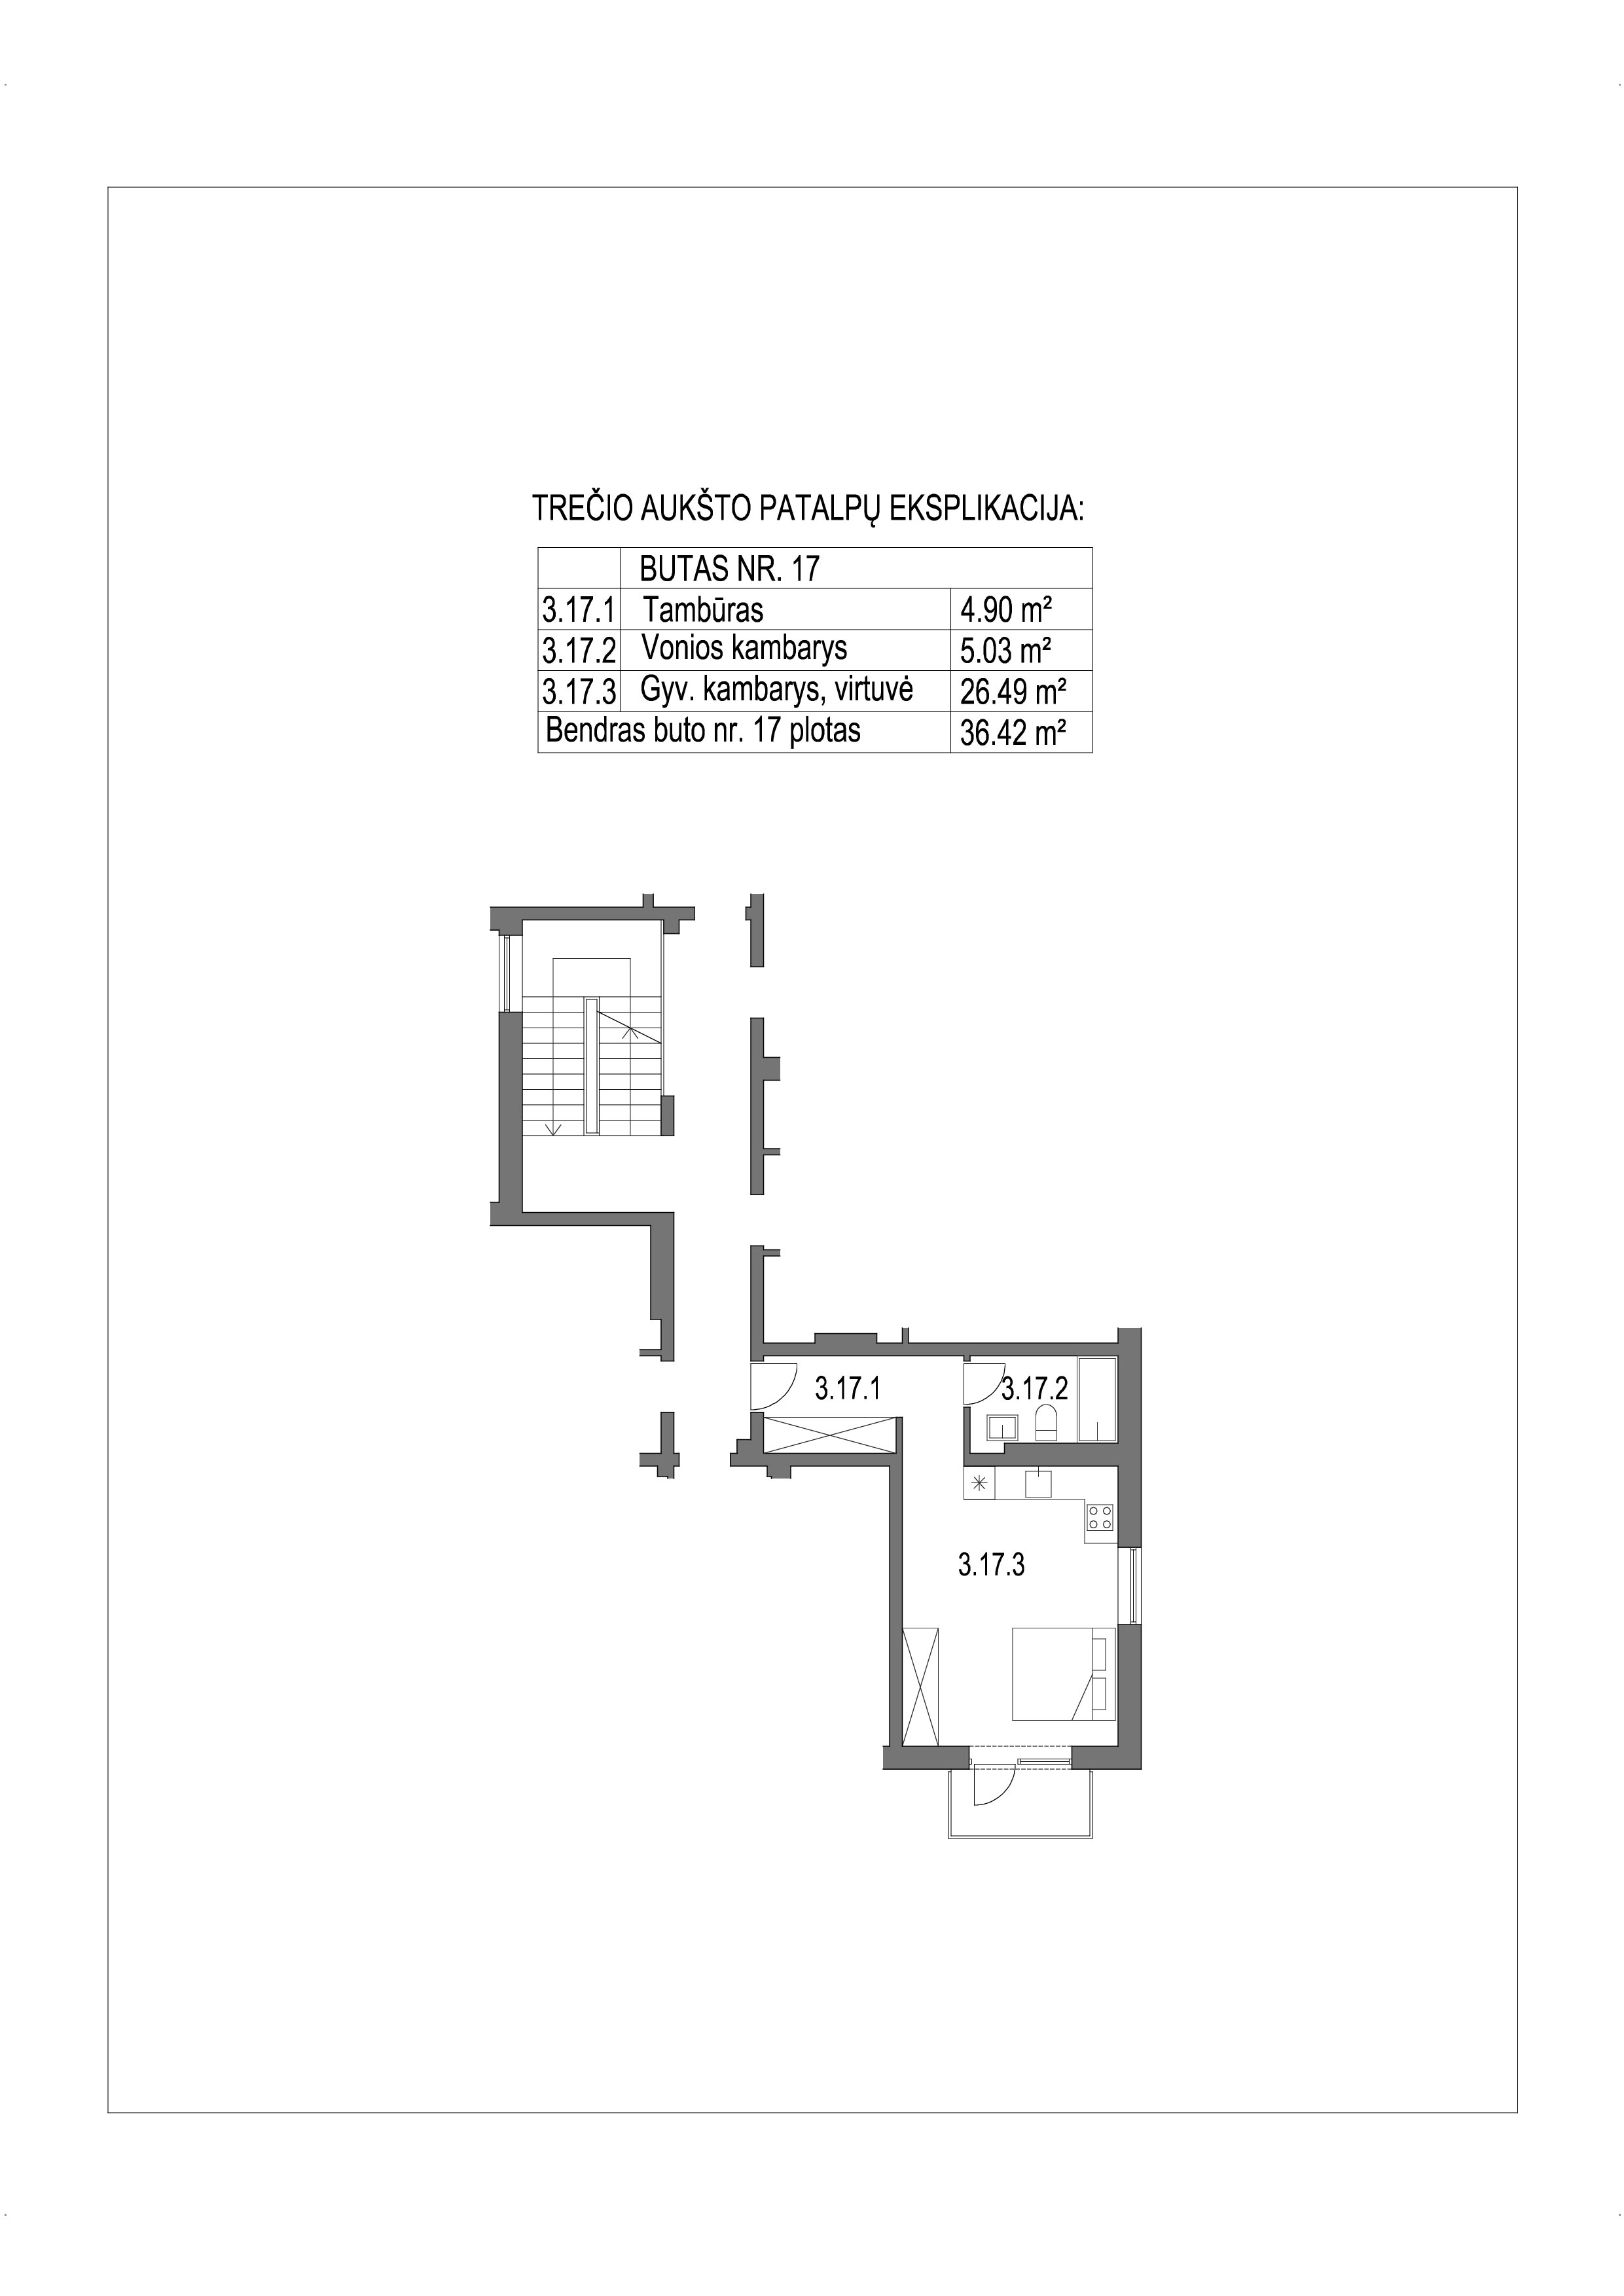 TREČIO AUKŠTO PATALPŲ EKSPLIKACIJA:
BUTAS NR. 17
3.17.1 Tambūras 4.90 m²
3.17.2 Vonios kambarys 5.03 m²
3.17.3 Gyv. kambarys, virtuvė 26.49 m²
Bendras buto nr. 17 plotas 36.42 m²
3.17.1
3.17.2
3.17.3